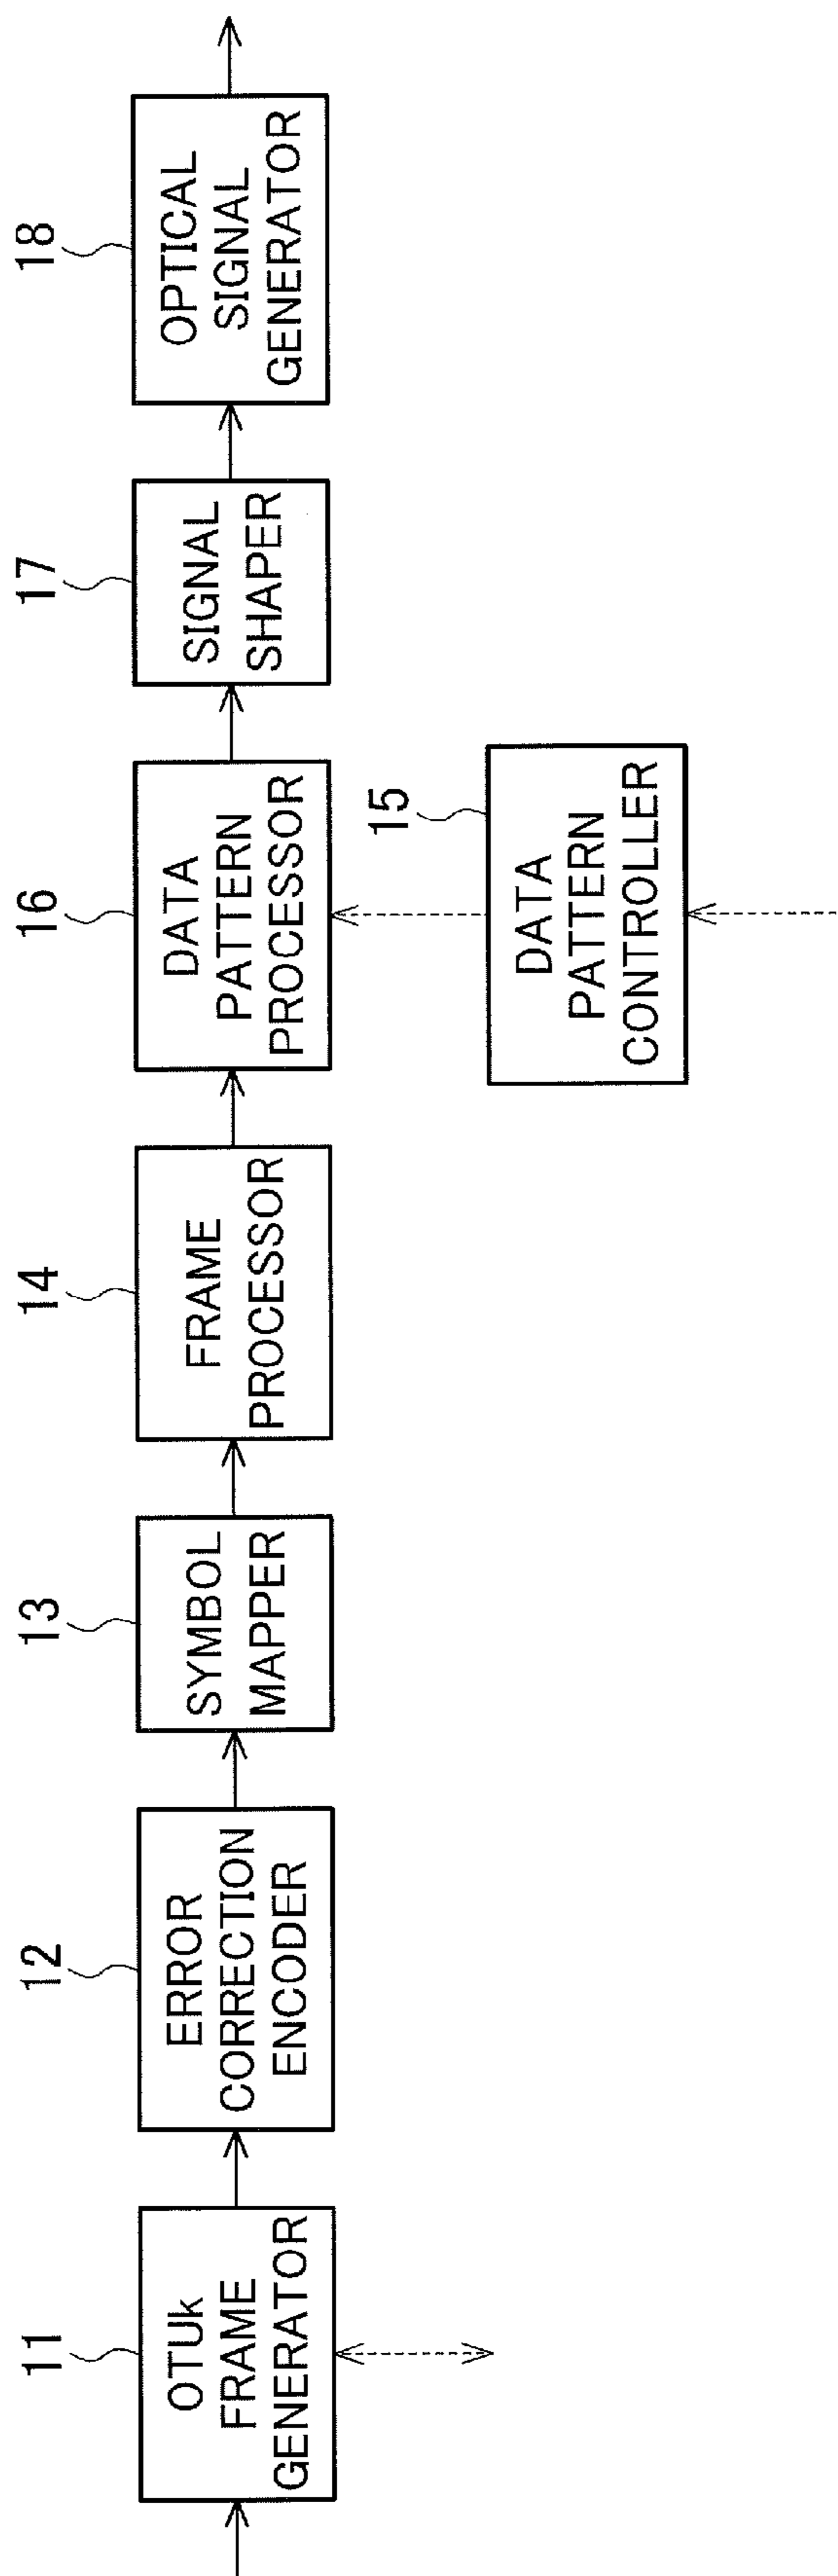 11
OTUk
FRAME
GENERATOR
12
ERROR
CORRECTION
ENCODER
13
SYMBOL
MAPPER
14
FRAME
PROCESSOR
16
DATA
PATTERN
PROCESSOR
17
SIGNAL
SHAPER
18
OPTICAL
SIGNAL
GENERATOR
15
DATA
PATTERN
CONTROLLER